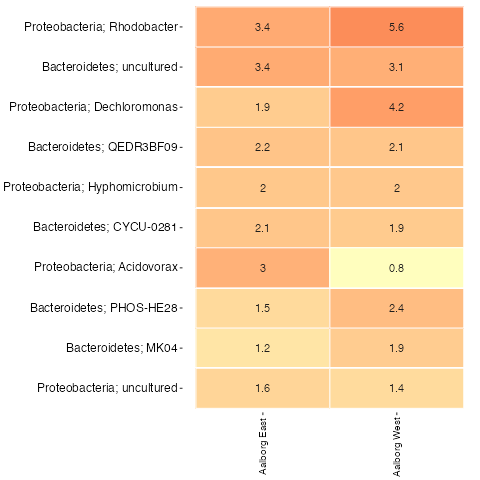 Proteobacteria; Rhodobacter- 3.4 5.6
Bacteroidetes; uncultured- 3.4 3.1
Proteobacteria; Dechloromonas- 1.9 4.2
Bacteroidetes; QEDR3BF09- 2.2 2.1
Proteobacteria; Hyphomicrobium- 2 2
Bacteroidetes; CYCU-0281- 2.1 1.9
Proteobacteria; Acidovorax- 3 0.8
Bacteroidetes; PHOS-HE28- 1.5 2.4
Bacteroidetes; MK04- 1.2 1.9
Proteobacteria; uncultured- 1.6 1.4
Aalborg East-
Aalborg West-